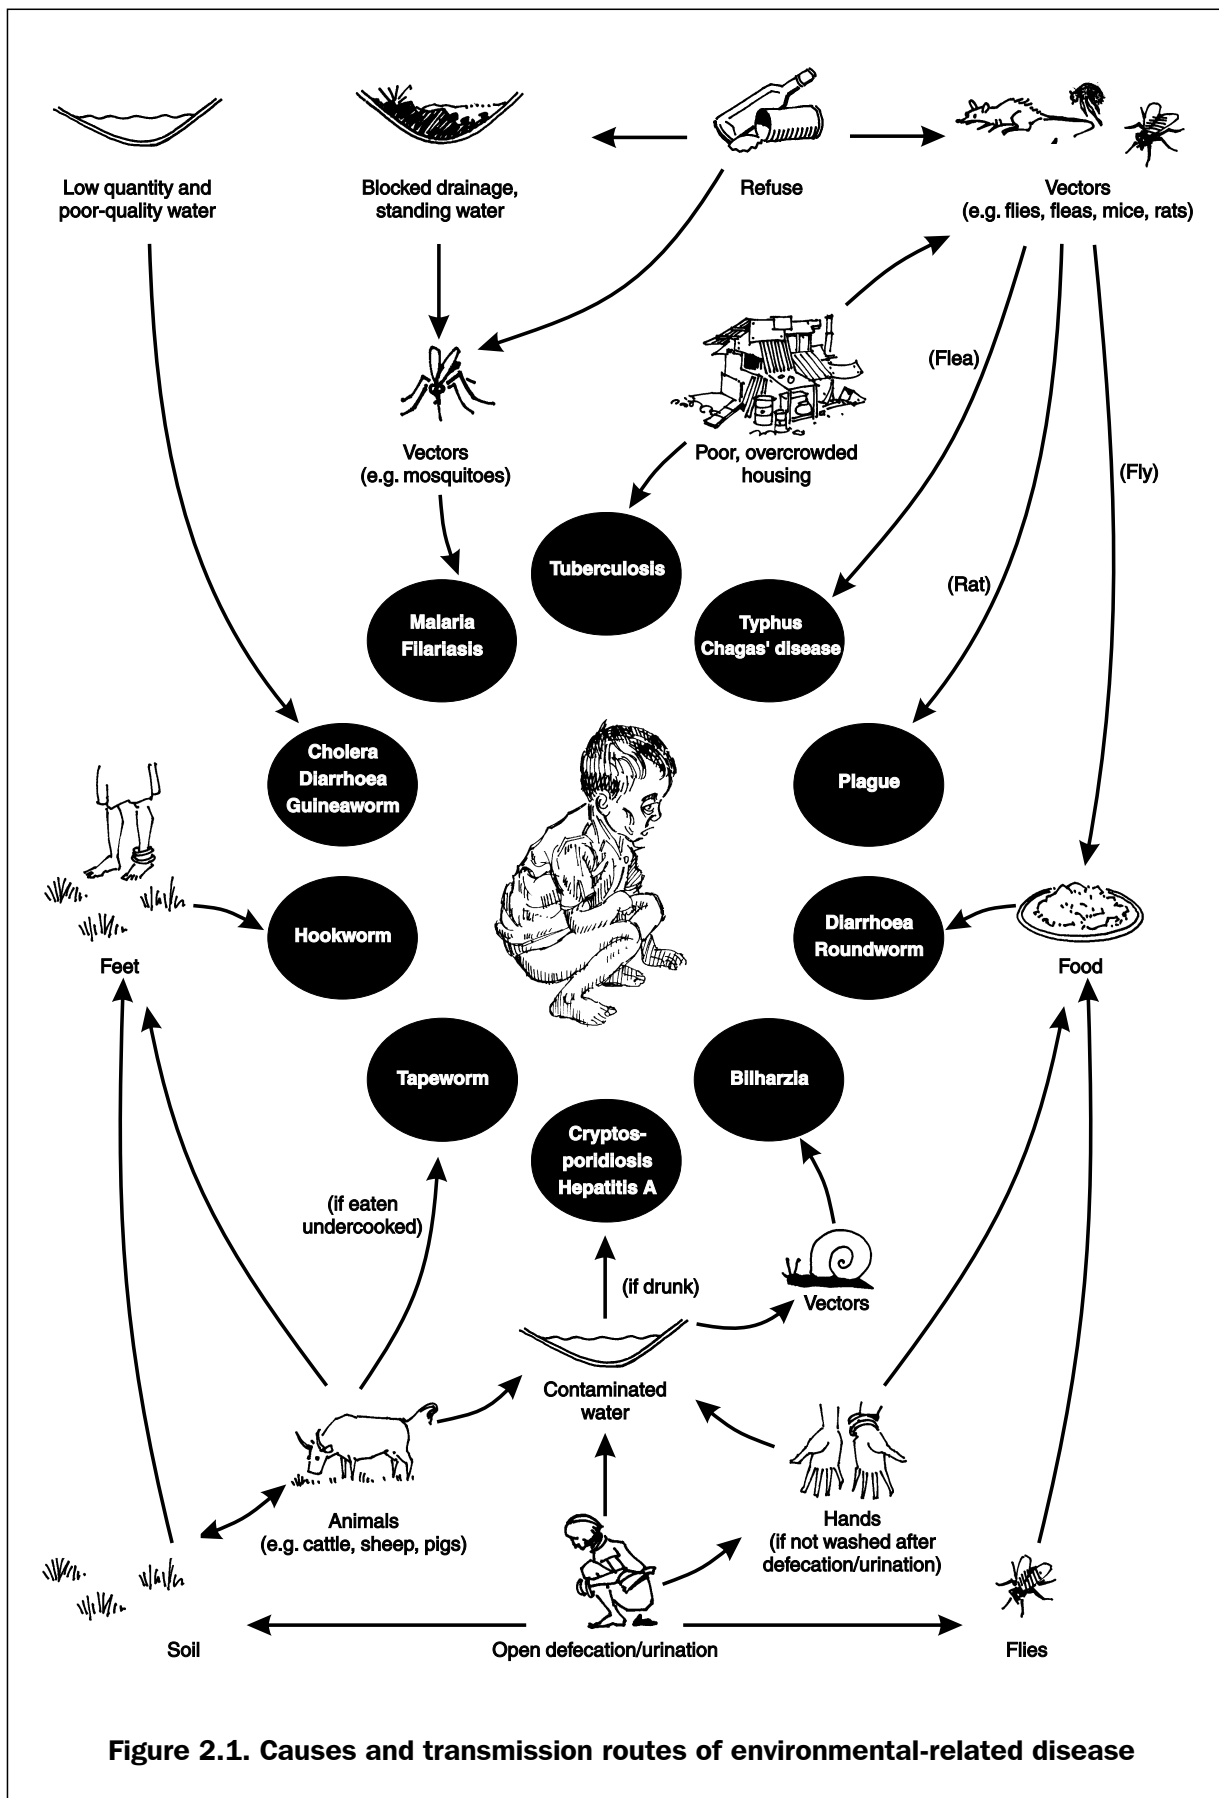 Low quantity and
poor-quality water
Blocked drainage,
standing water
Refuse
Vectors
(e.g. flies, fleas, mice, rats)
(Flea)
Vectors
(e.g. mosquitoes)
Poor, overcrowded
housing
(Fly)
Tuberculosis
(Rat)
Malaria
Filariasis
Typhus
Chagas' disease
Cholera
Diarrhoea
Guineaworm
Plague
Hookworm
Diarrhoea
Roundworm
Feet
Food
Tapeworm
Bilharzia
Cryptos-
poridiosis
Hepatitis A
(if eaten
undercooked)
(if drunk)
Vectors
Contaminated
water
Animals
(e.g. cattle, sheep, pigs)
Hands
(if not washed after
defecation/urination)
Soil
Open defecation/urination
Flies
Figure 2.1. Causes and transmission routes of environmental-related disease